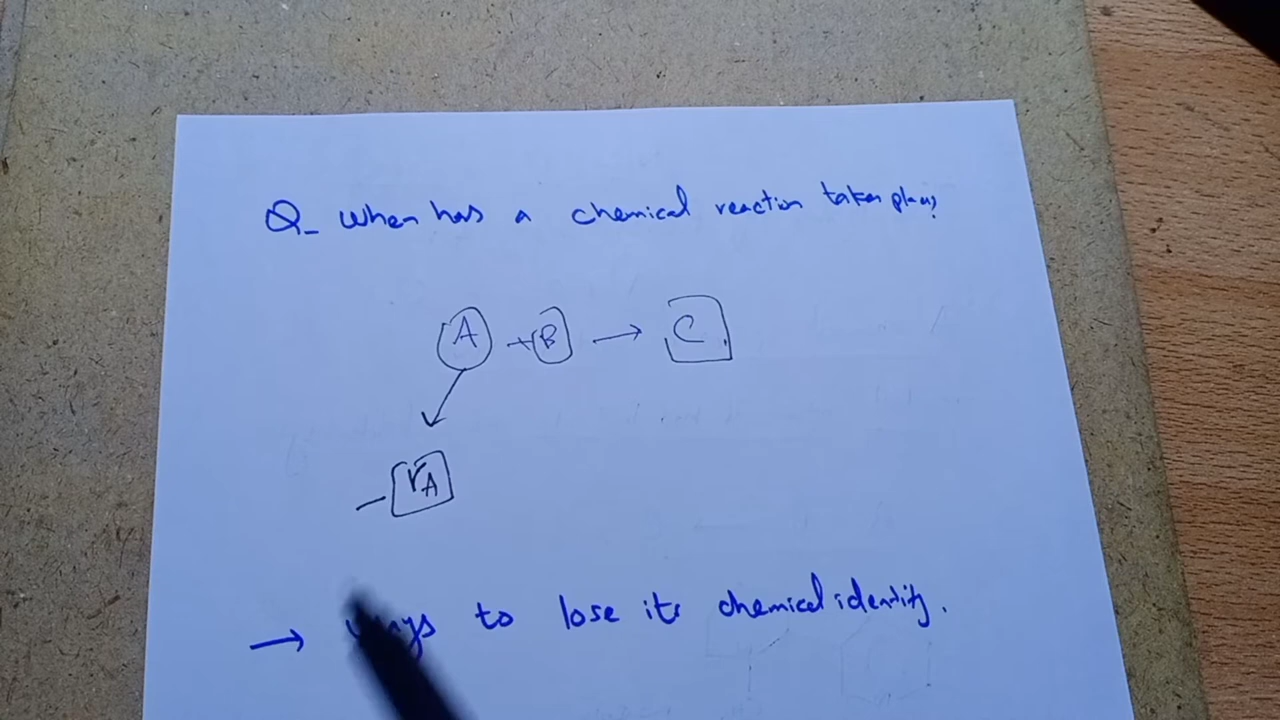 Q_ When has a chemical reaction taken place?
A + B → C
- rA
→ ways to lose its chemical identity.